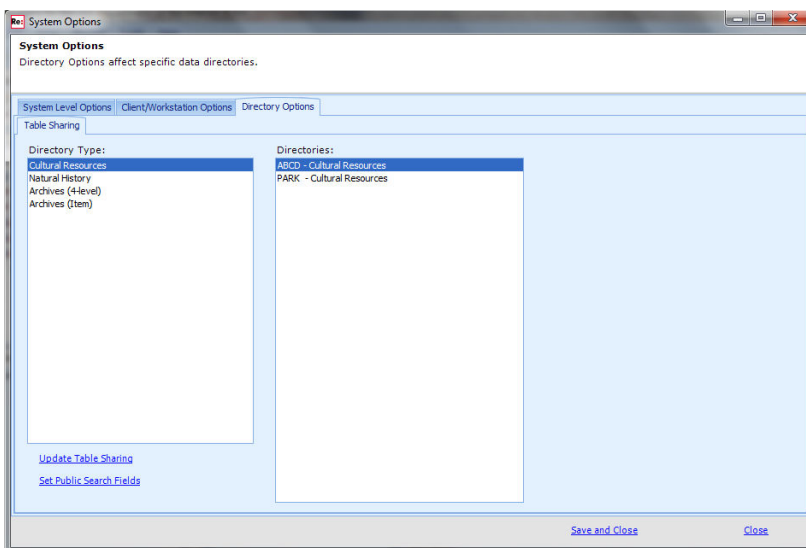 Re: System Options
System Options
Directory Options affect specific data directories.
System Level Options Client/Workstation Options Directory Options
Table Sharing
Directory Type:
Cultural Resources
Natural History
Archives (4-level)
Archives (Item)
Directories:
ABCD - Cultural Resources
PARK - Cultural Resources
Update Table Sharing
Set Public Search Fields
Save and Close Close